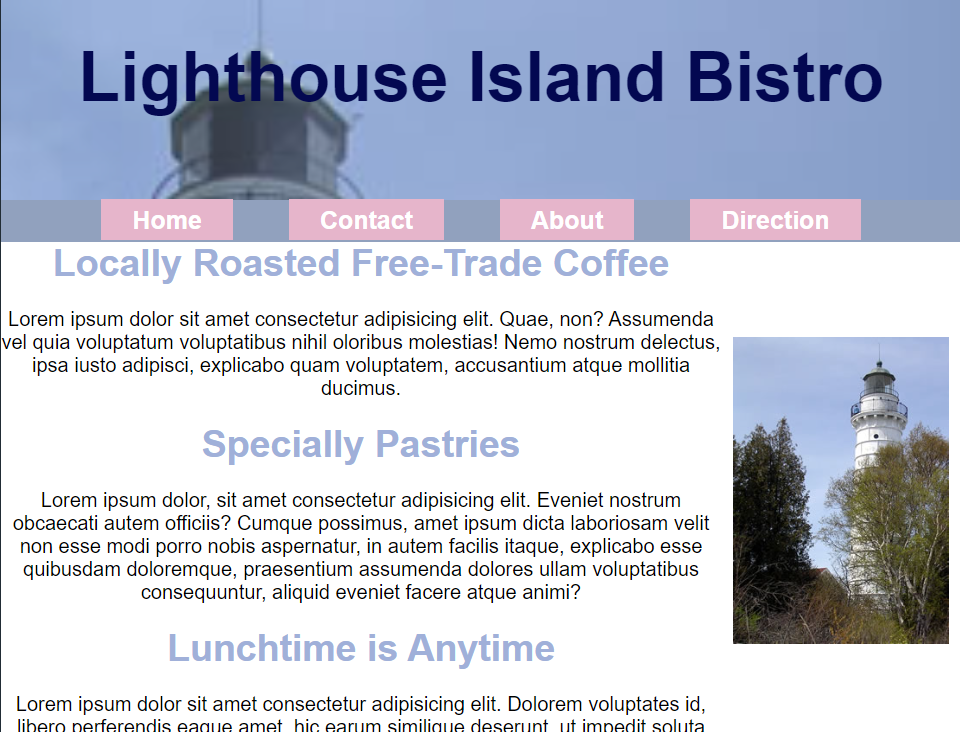 Lighthouse Island Bistro
Home Contact About Direction
Locally Roasted Free-Trade Coffee
Lorem ipsum dolor sit amet consectetur adipisicing elit. Quae, non? Assumenda
vel quia voluptatum voluptatibus nihil oloribus molestias! Nemo nostrum delectus,
ipsa iusto adipisci, explicabo quam voluptatem, accusantium atque mollitia
ducimus.
Specially Pastries
Lorem ipsum dolor, sit amet consectetur adipisicing elit. Eveniet nostrum
obcaecati autem officiis? Cumque possimus, amet ipsum dicta laboriosam velit
non esse modi porro nobis aspernatur, in autem facilis itaque, explicabo esse
quibusdam doloremque, praesentium assumenda dolores ullam voluptatibus
consequuntur, aliquid eveniet facere atque animi?
Lunchtime is Anytime
Lorem ipsum dolor sit amet consectetur adipisicing elit. Dolorem voluptates id,
libero perferendis eaque amet, hic earum similique deserunt, ut impedit soluta